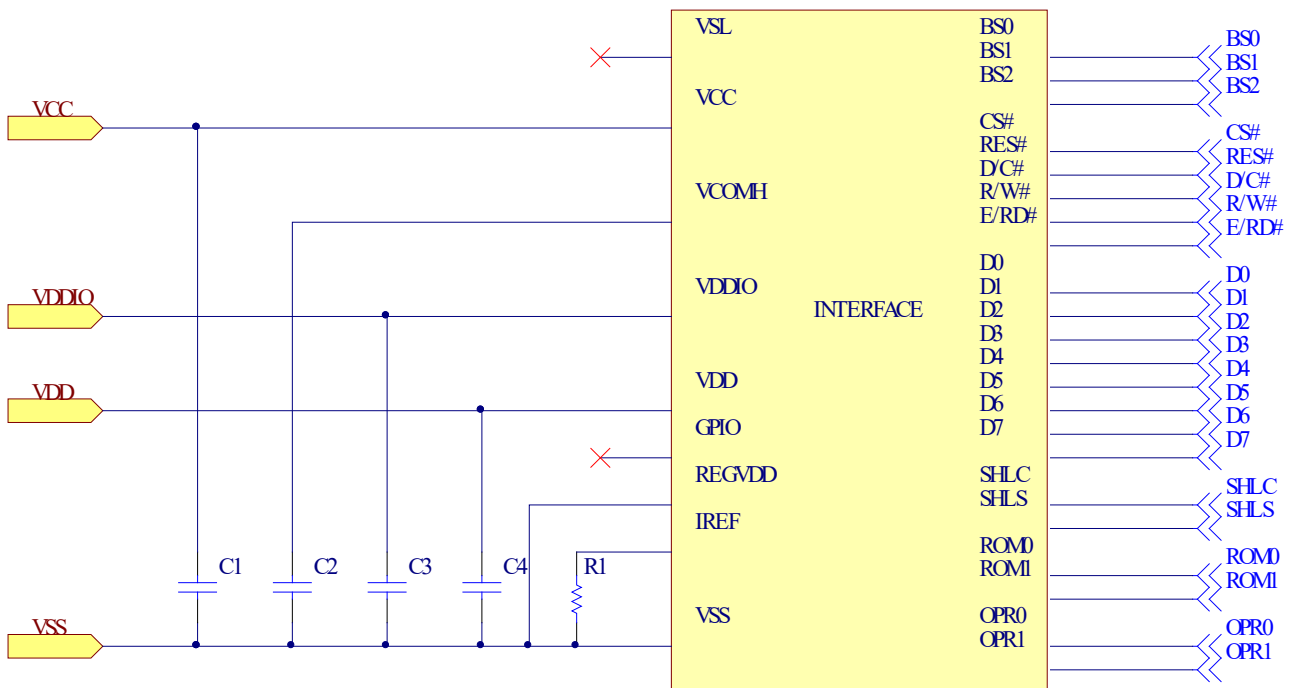 VSL
VCC
VCC
VCOMH
VDDIO
VDDIO
VDD
VDD
GPIO
REGVDD
IREF
C1
C2
C3
C4
R1
VSS
VSS
INTERFACE
BS0
BS1
BS2
CS#
RES#
D/C#
R/W#
E/RD#
D0
D1
D2
D3
D4
D5
D6
D7
SHLC
SHLS
ROM0
ROM1
OPR0
OPR1
BS0
BS1
BS2
CS#
RES#
D/C#
R/W#
E/RD#
D0
D1
D2
D3
D4
D5
D6
D7
SHLC
SHLS
ROM0
ROM1
OPR0
OPR1